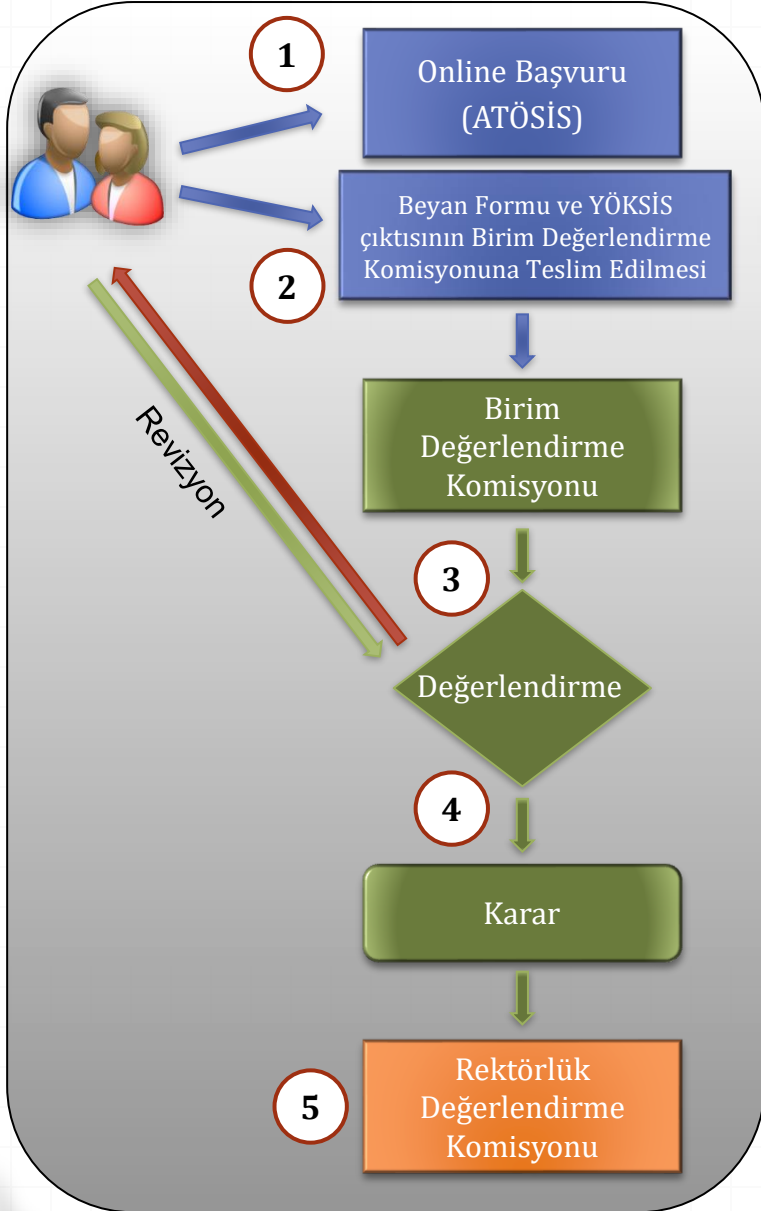 1
Online Başvuru
(ATÖSİS)
Beyan Formu ve YÖKSİS
çıktısının Birim Değerlendirme
Komisyonuna Teslim Edilmesi
2
Birim
Değerlendirme
Komisyonu
Revizyon
3
Değerlendirme
4
Karar
5
Rektörlük
Değerlendirme
Komisyonu